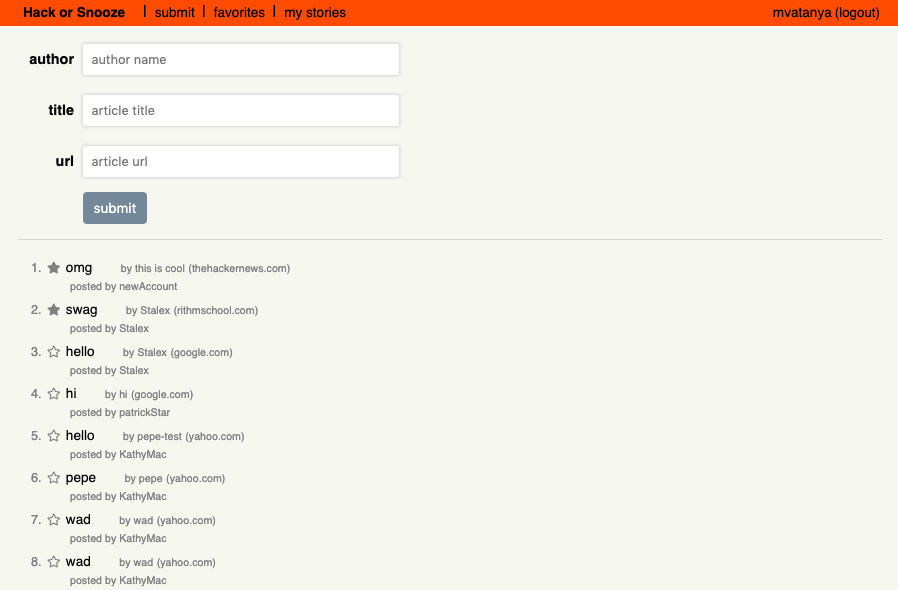 Hack or Snooze | submit | favorites | my stories mvatanya (logout)
author author name
title article title
url article url
submit
1. omg by this is cool (thehackernews.com)
posted by newAccount
2. swag by Stalex (rithmschool.com)
posted by Stalex
3. hello by Stalex (google.com)
posted by Stalex
4. hi by hi (google.com)
posted by patrickStar
5. hello by pepe-test (yahoo.com)
posted by KathyMac
6. pepe by pepe (yahoo.com)
posted by KathyMac
7. wad by wad (yahoo.com)
posted by KathyMac
8. wad by wad (yahoo.com)
posted by KathyMac